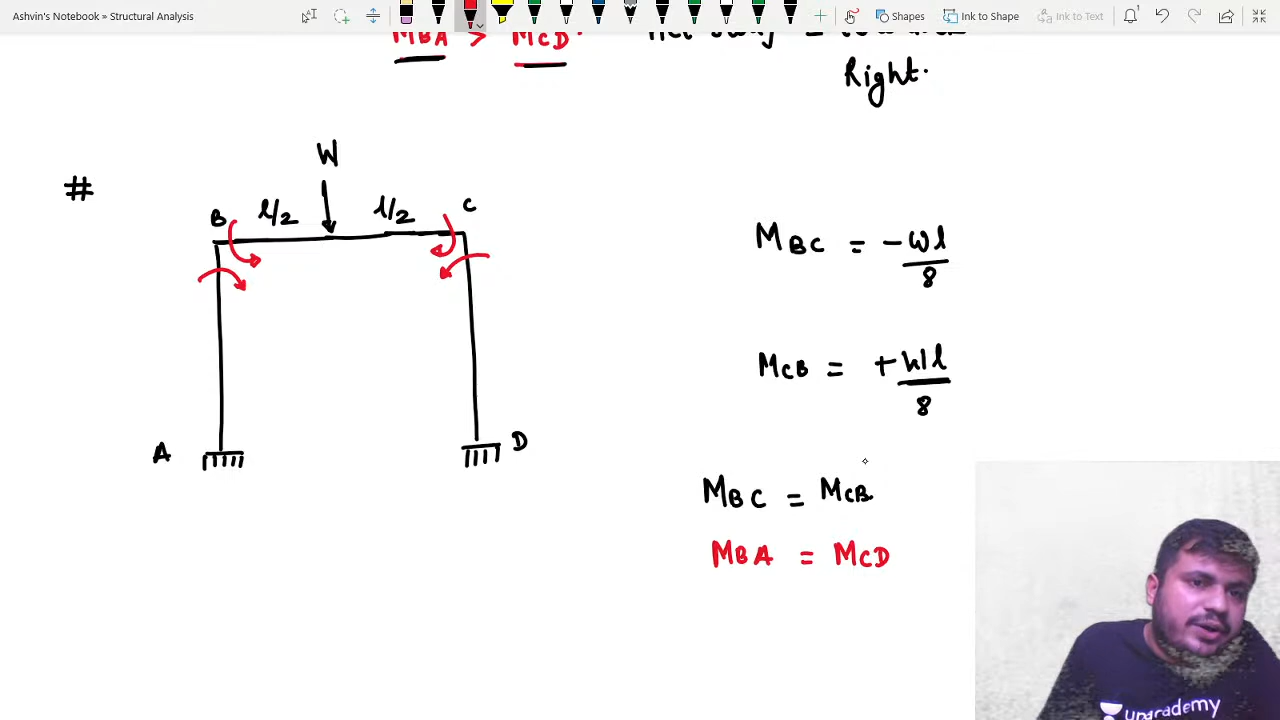 Ashvin's Notebook » Structural Analysis
Shapes
Ink to Shape
Ink to Text
MBA > MCD.
Right.
#
W
B l/2 l/2 C
A
D
MBC = -Wl/8
MCB = +Wl/8
MBC = MCB
MBA = MCD